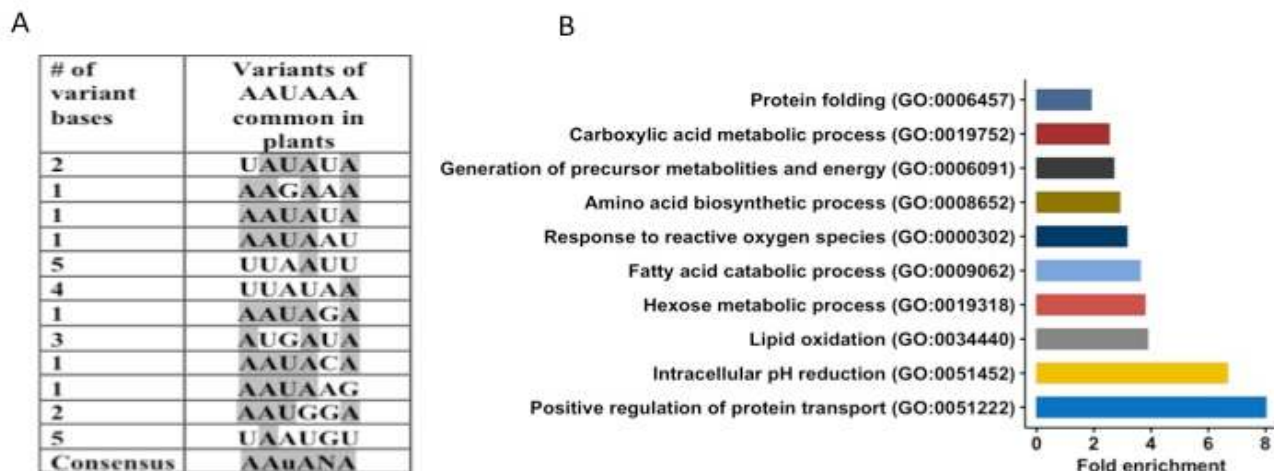 A
B
# of variant bases
Variants of AAUAAA common in plants
2 UAUAUA
1 AAGAAA
1 AAUAUA
1 AAUAAU
5 UUAAUU
4 UUAUAA
1 AAUAGA
3 AUGAUA
1 AAUACA
1 AAUAAG
2 AAUGGA
5 UAAUGU
Consensus AAuANA
Protein folding (GO:0006457)
Carboxylic acid metabolic process (GO:0019752)
Generation of precursor metabolities and energy (GO:0006091)
Amino acid biosynthetic process (GO:0008652)
Response to reactive oxygen species (GO:0000302)
Fatty acid catabolic process (GO:0009062)
Hexose metabolic process (GO:0019318)
Lipid oxidation (GO:0034440)
Intracellular pH reduction (GO:0051452)
Positive regulation of protein transport (GO:0051222)
0 2 4 6 8
Fold enrichment